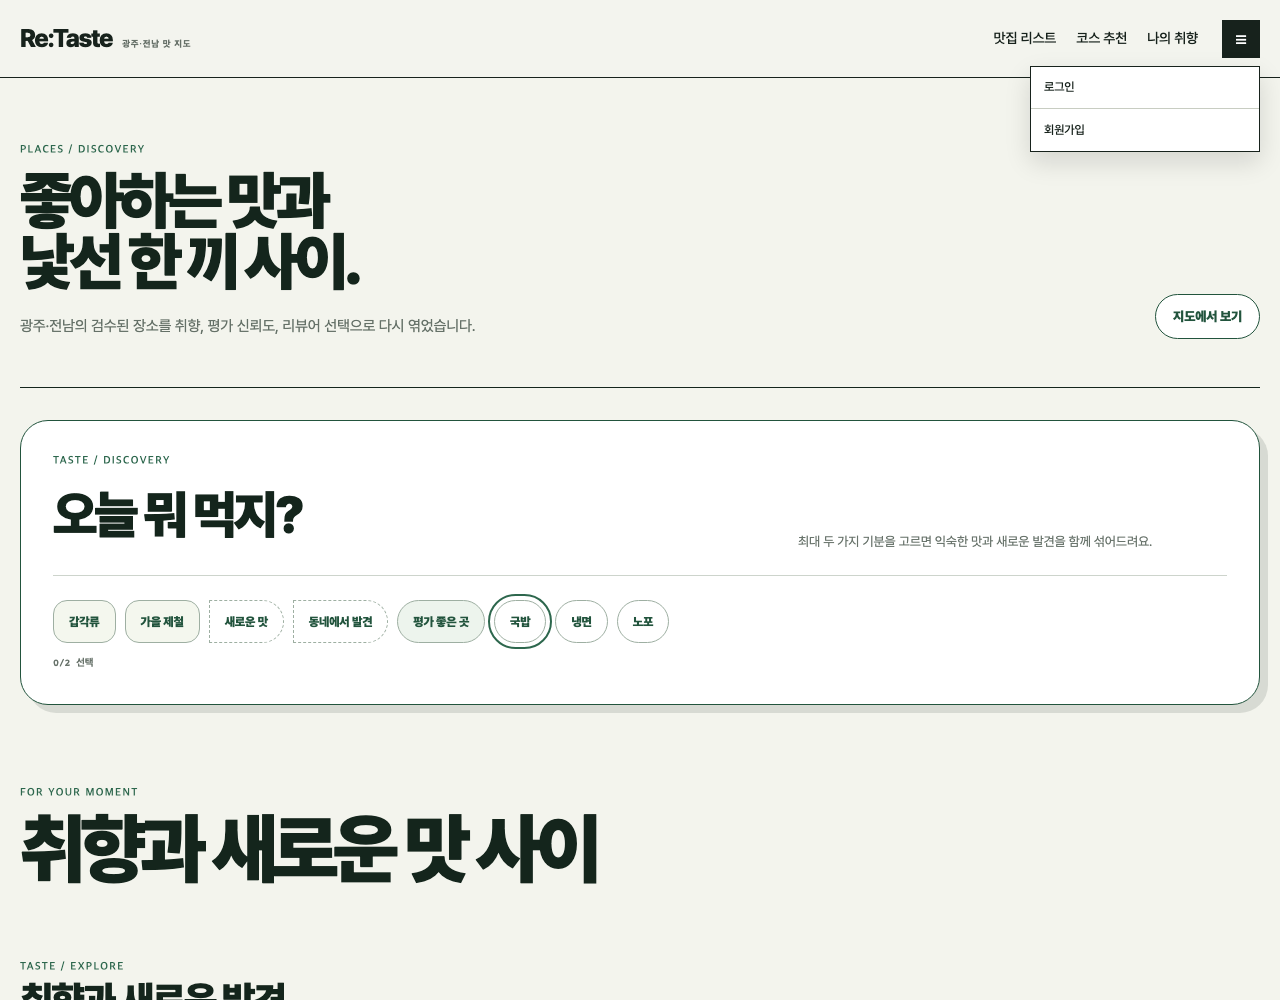 Re:Taste 광주·전남 맛 지도
맛집 리스트 코스 추천 나의 취향
로그인
회원가입
PLACES / DISCOVERY
좋아하는 맛과
낯선 한 끼 사이.
광주·전남의 검수된 장소를 취향, 평가 신뢰도, 리뷰어 선택으로 다시 엮었습니다.
지도에서 보기
TASTE / DISCOVERY
오늘 뭐 먹지?
최대 두 가지 기분을 고르면 익숙한 맛과 새로운 발견을 함께 섞어드려요.
갑각류 가을 제철 새로운 맛 동네에서 발견 평가 좋은 곳 국밥 냉면 노포
0/2 선택
FOR YOUR MOMENT
취향과 새로운 맛 사이
TASTE / EXPLORE
취향과 새로운 발견